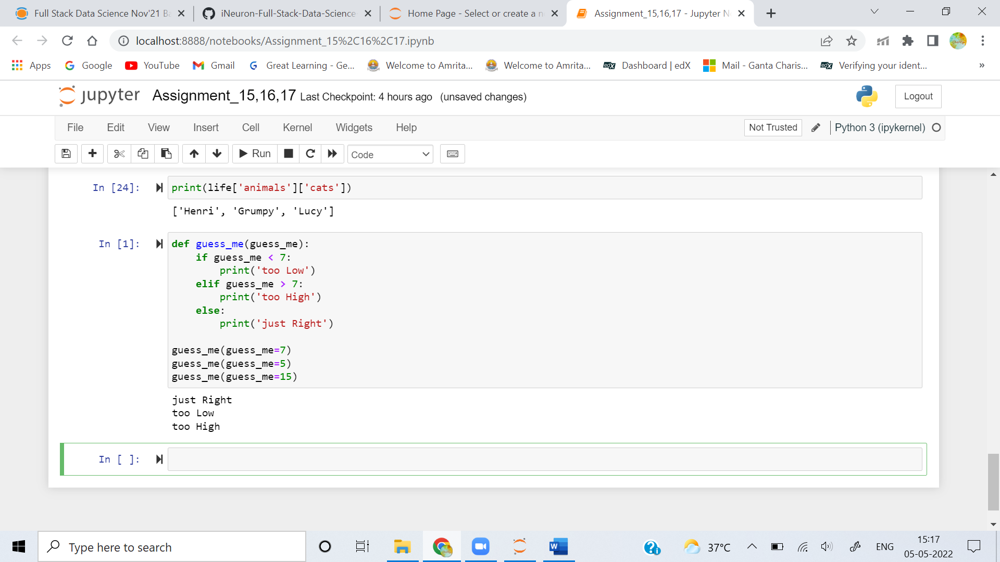 Full Stack Data Science Nov'21 Ba
iNeuron-Full-Stack-Data-Science
Home Page - Select or create a n
Assignment_15,16,17 - Jupyter N
localhost:8888/notebooks/Assignment_15%2C16%2C17.ipynb
Apps
Google
YouTube
Gmail
Great Learning - Ge...
Welcome to Amrita...
Welcome to Amrita...
edX
Dashboard | edX
Mail - Ganta Charis...
edX
Verifying your ident...
»
jupyter Assignment_15,16,17 Last Checkpoint: 4 hours ago (unsaved changes)
Logout
File Edit View Insert Cell Kernel Widgets Help
Not Trusted
Python 3 (ipykernel)
Run
Code
In [24]: print(life['animals']['cats'])
['Henri', 'Grumpy', 'Lucy']
In [1]: def guess_me(guess_me):
    if guess_me < 7:
        print('too Low')
    elif guess_me > 7:
        print('too High')
    else:
        print('just Right')
guess_me(guess_me=7)
guess_me(guess_me=5)
guess_me(guess_me=15)
just Right
too Low
too High
In [ ]:
Type here to search
W
37°C
ENG
15:17
05-05-2022